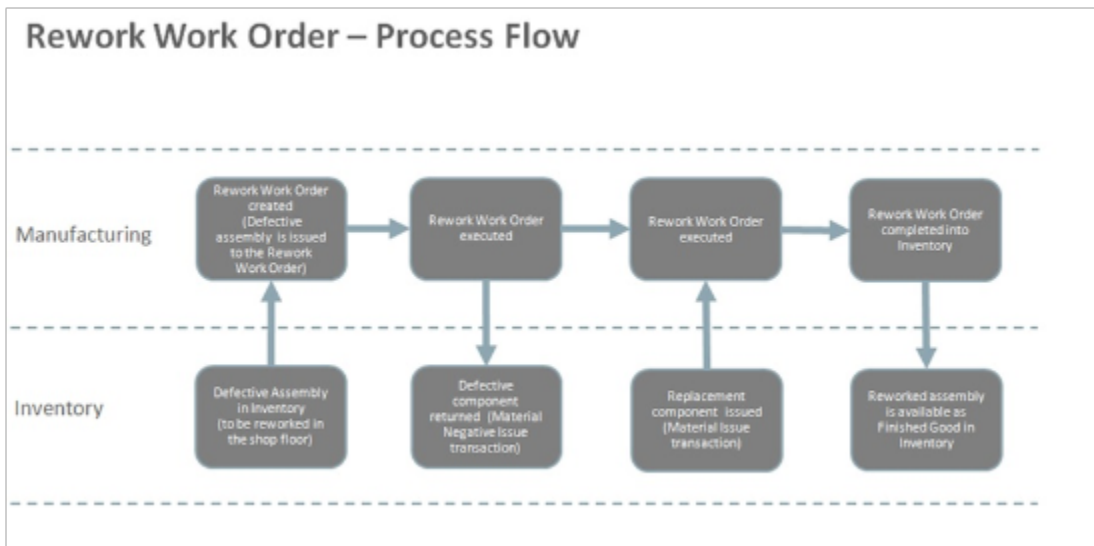 Rework Work Order – Process Flow
Manufacturing
Rework Work Order
created
(Defective
assembly is issued
to the Rework
Work Order)
Rework Work Order
executed
Rework Work Order
executed
Rework Work Order
completed into
Inventory
Inventory
Defective Assembly
in Inventory
(to be reworked in
the shop floor)
Defective
component
returned (Material
Negative Issue
transaction)
Replacement
component issued
(Material Issue
transaction)
Reworked assembly
is available as
Finished Good in
Inventory